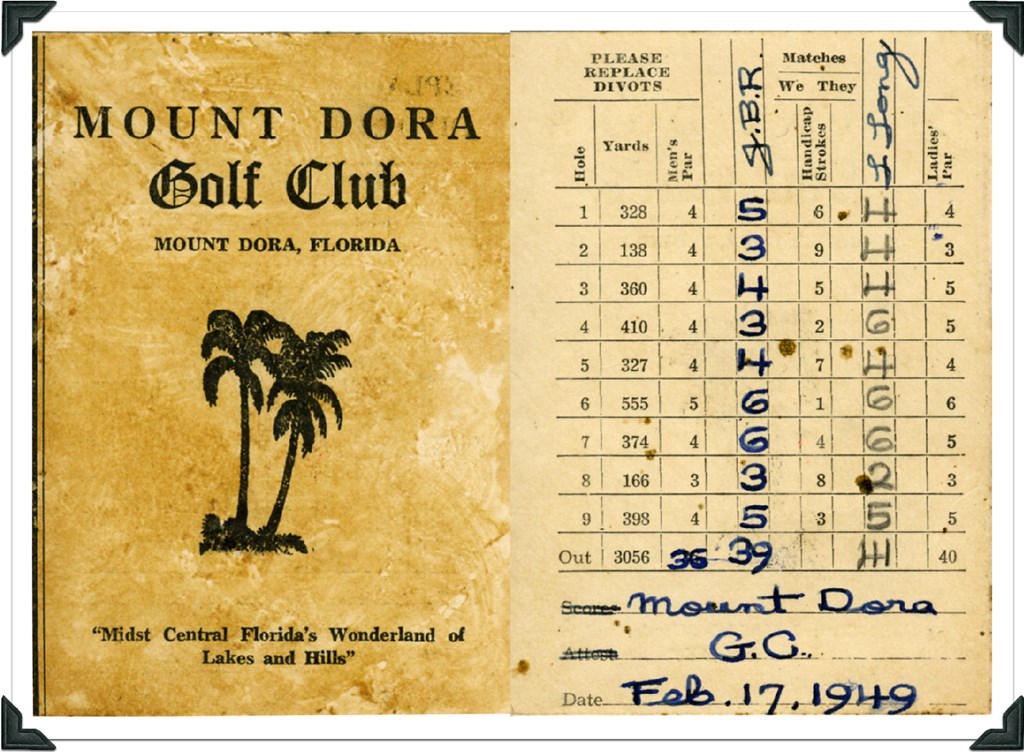 MOUNT DORA
Golf Club
MOUNT DORA, FLORIDA
"Midst Central Florida's Wonderland of
Lakes and Hills"
PLEASE
REPLACE
DIVOTS
J.B.R.
Matches
We They
L Long
Hole Yards Men's Par Handicap Strokes Ladies' Par
1 328 4 5 6 4 4
2 138 4 3 9 4 3
3 360 4 4 5 4 5
4 410 4 3 2 6 5
5 327 4 4 7 4 4
6 555 5 6 1 6 6
7 374 4 6 4 6 5
8 166 3 3 8 2 3
9 398 4 5 3 5 5
Out 3056 36 39 41 40
Scorer Mount Dora
Attest G.C.
Date Feb. 17, 1949